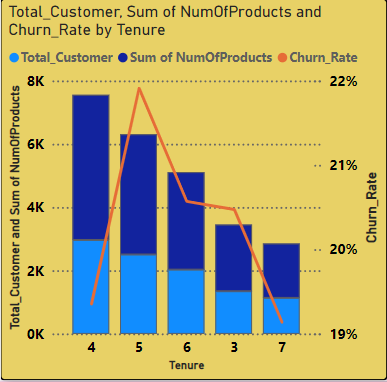 Total_Customer, Sum of NumOfProducts and
Churn_Rate by Tenure
Total_Customer Sum of NumOfProducts Churn_Rate
Total_Customer and Sum of NumOfProducts
8K
6K
4K
2K
0K
22%
21%
20%
19%
Churn_Rate
4 5 6 3 7
Tenure